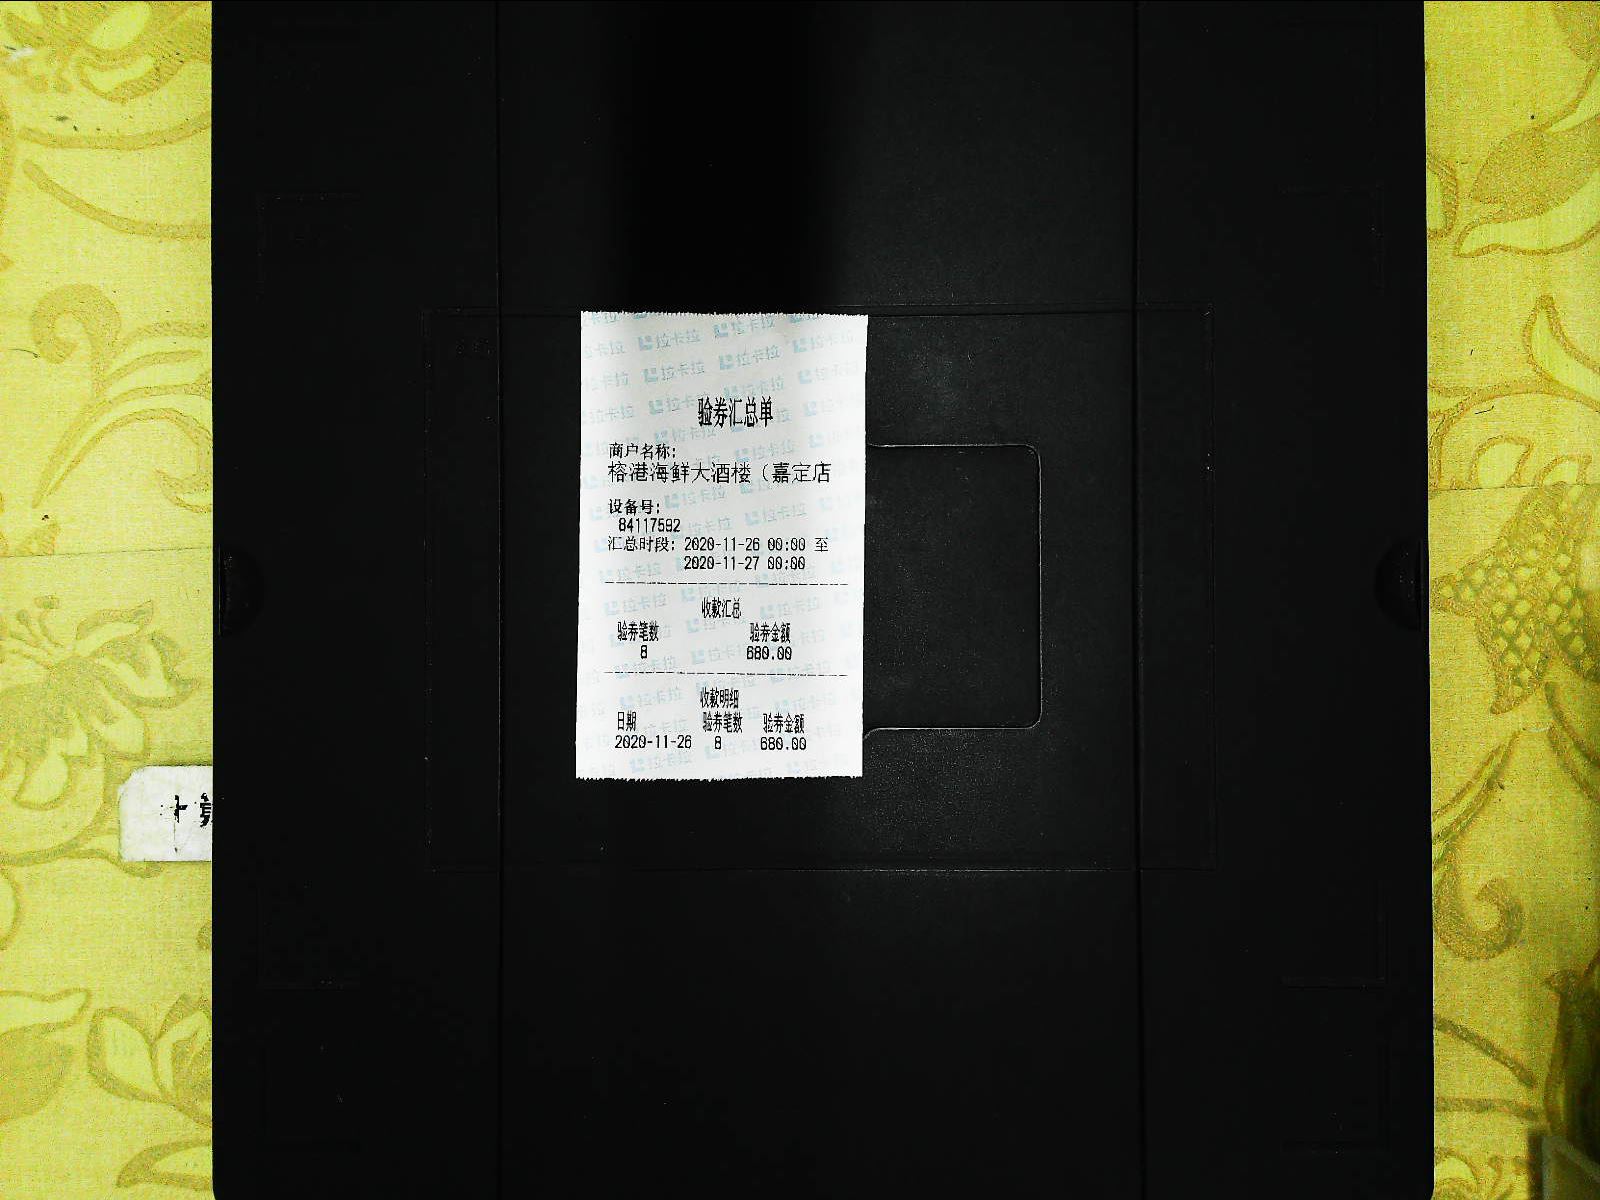 验券汇总单
商户名称:
榕港海鲜大酒楼（嘉定店
设备号:
84117592
汇总时段: 2020-11-26 00:00 至
2020-11-27 00:00
收款汇总
验券笔数 验券金额
8 680.00
收款明细
日期 验券笔数 验券金额
2020-11-26 8 680.00
拉卡拉